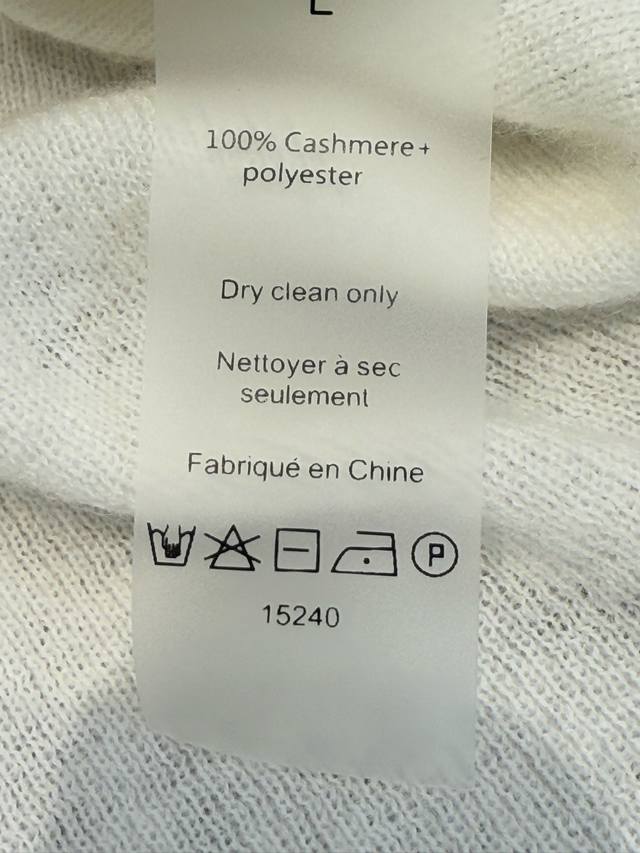 L
100% Cashmere+
polyester
Dry clean only
Nettoyer à sec
seulement
Fabriqué en Chine
P
15240